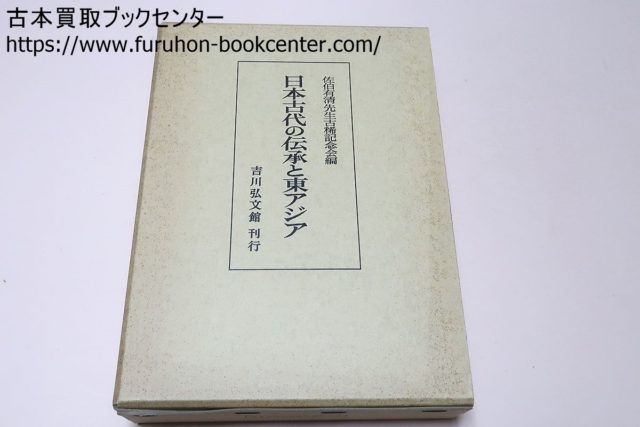 古本買取ブックセンター
https://www.furuhon-bookcenter.com/
佐伯有清先生古稀記念会編
日本古代の伝承と東アジア
吉川弘文館 刊行